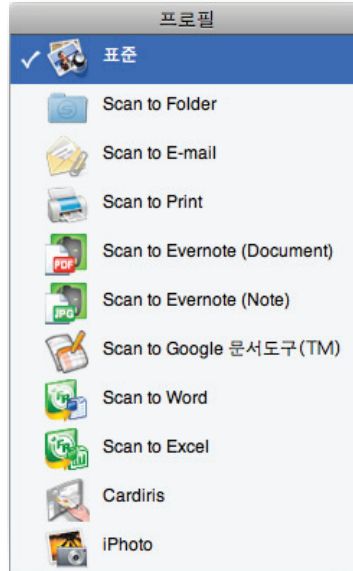 프로필
표준
Scan to Folder
Scan to E-mail
Scan to Print
PDF
Scan to Evernote (Document)
JPG
Scan to Evernote (Note)
Scan to Google 문서도구(TM)
Scan to Word
Scan to Excel
Cardiris
iPhoto